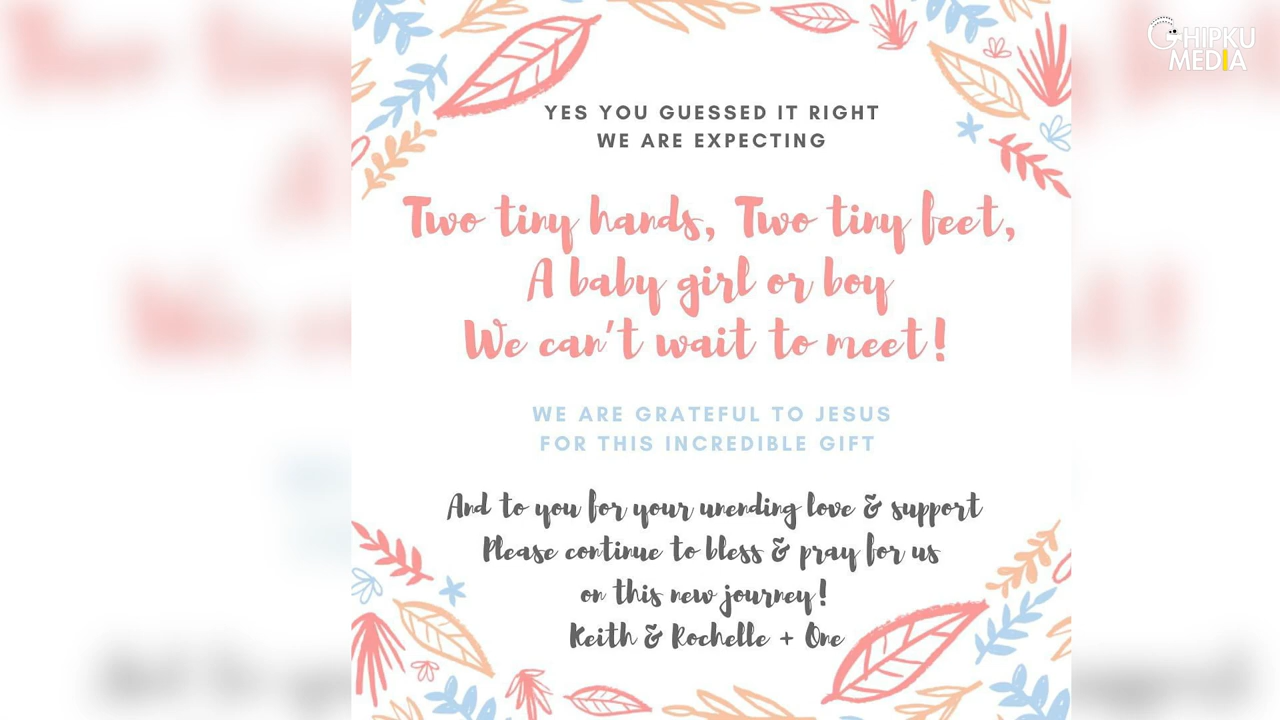 GHIPKU
MEDIA
YES YOU GUESSED IT RIGHT
WE ARE EXPECTING
Two tiny hands, Two tiny feet,
A baby girl or boy
We can't wait to meet!
WE ARE GRATEFUL TO JESUS
FOR THIS INCREDIBLE GIFT
And to you for your unending love & support
Please continue to bless & pray for us
on this new journey!
Keith & Rochelle + One